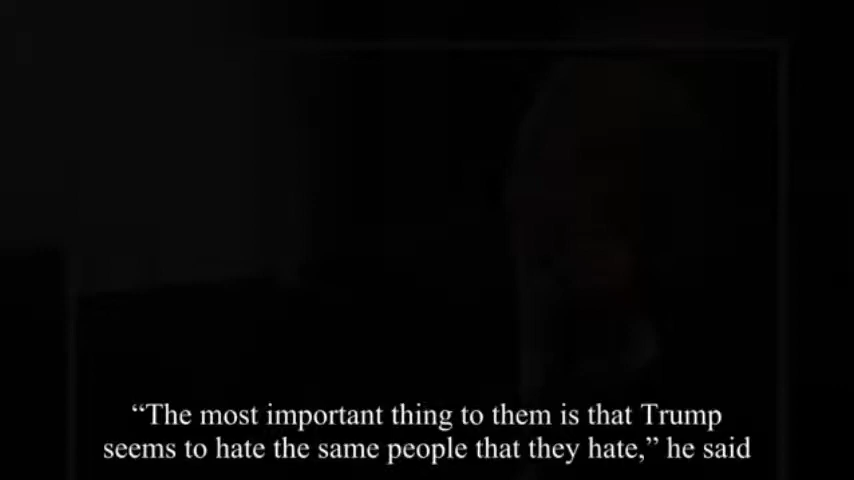 “The most important thing to them is that Trump
seems to hate the same people that they hate,” he said